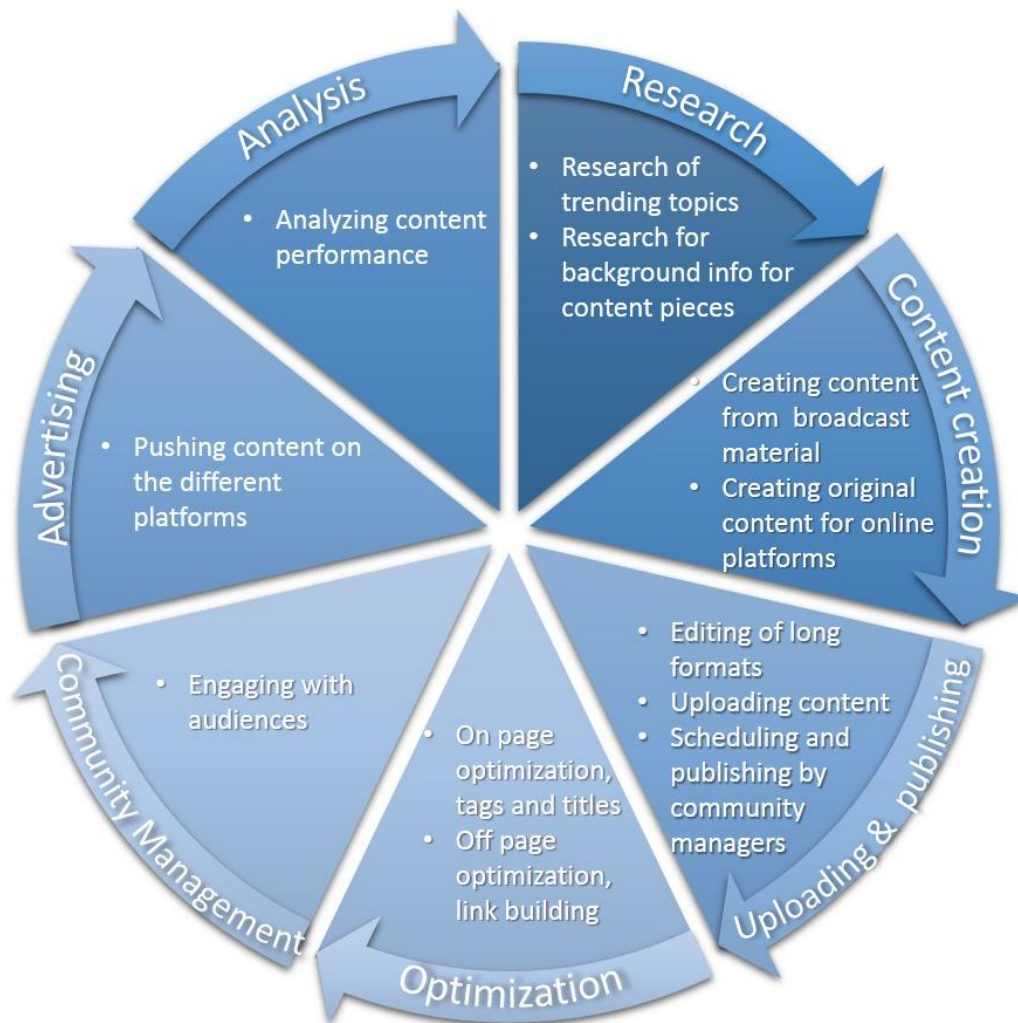 Research
• Research of
trending topics
• Research for
background info for
content pieces
Content creation
• Creating content
from broadcast
material
• Creating original
content for online
platforms
Uploading & publishing
• Editing of long
formats
• Uploading content
• Scheduling and
publishing by
community
managers
Optimization
• On page
optimization,
tags and titles
• Off page
optimization,
link building
Community Management
• Engaging with
audiences
Advertising
• Pushing content on
the different
platforms
Analysis
• Analyzing content
performance